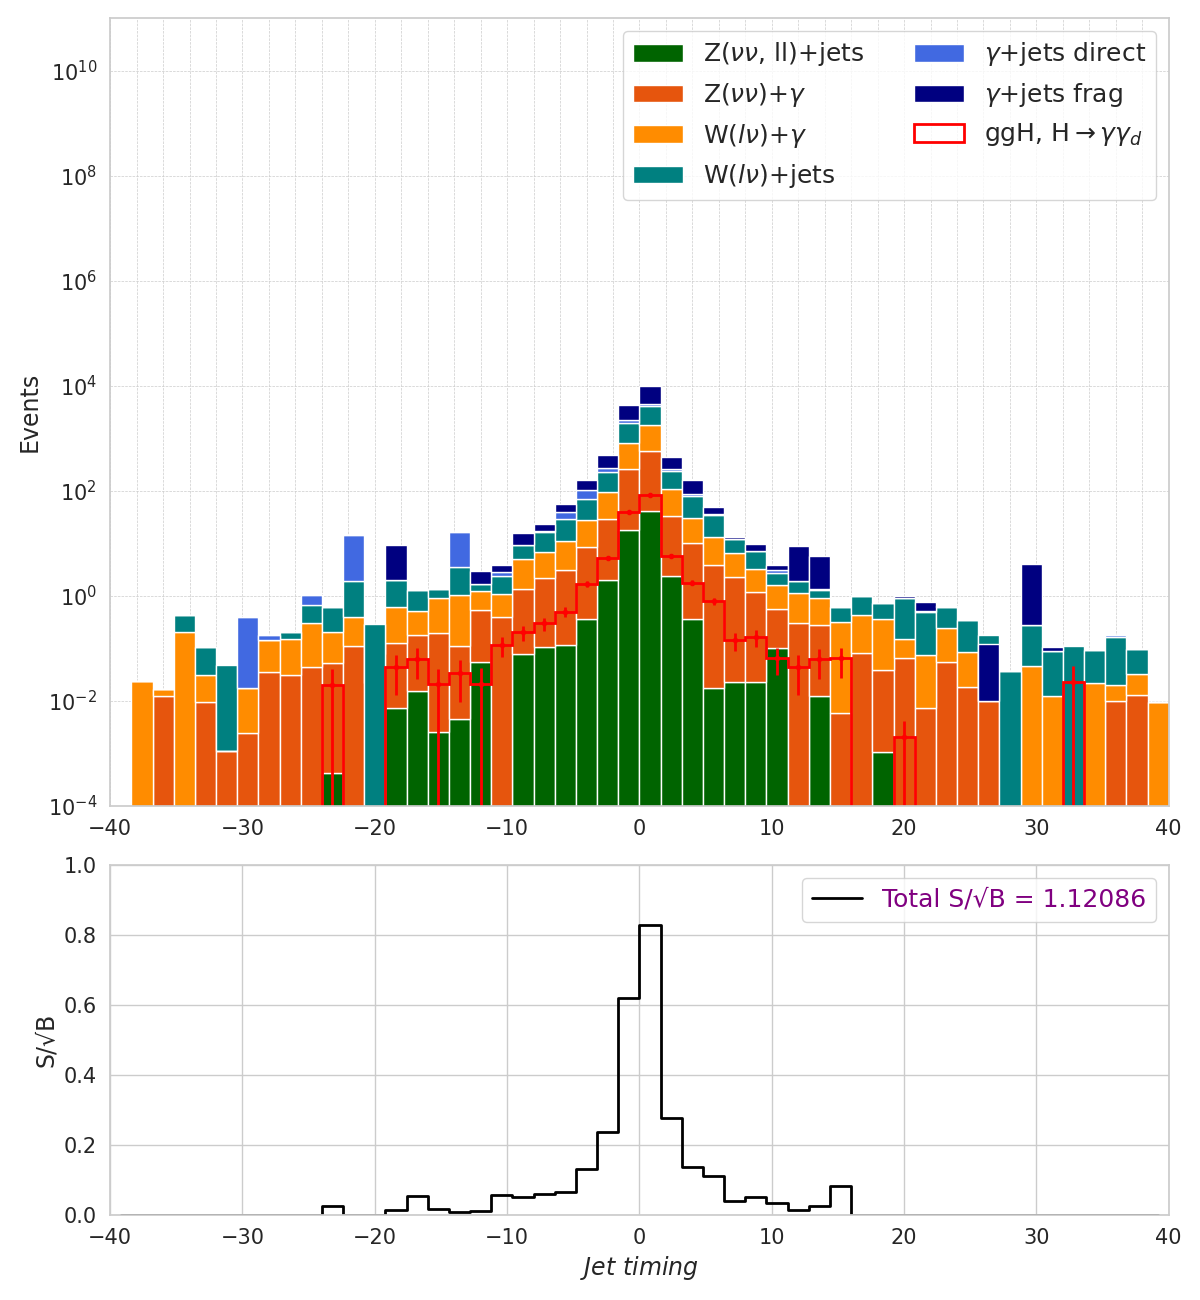 Z(νν, ll)+jets
Z(νν)+γ
W(lν)+γ
W(lν)+jets
γ+jets direct
γ+jets frag
ggH, H→γγ_d
Events
10^10
10^8
10^6
10^4
10^2
10^0
10^−2
10^−4
−40 −30 −20 −10 0 10 20 30 40
Total S/√B = 1.12086
S/√B
1.0
0.8
0.6
0.4
0.2
0.0
−40 −30 −20 −10 0 10 20 30 40
Jet timing